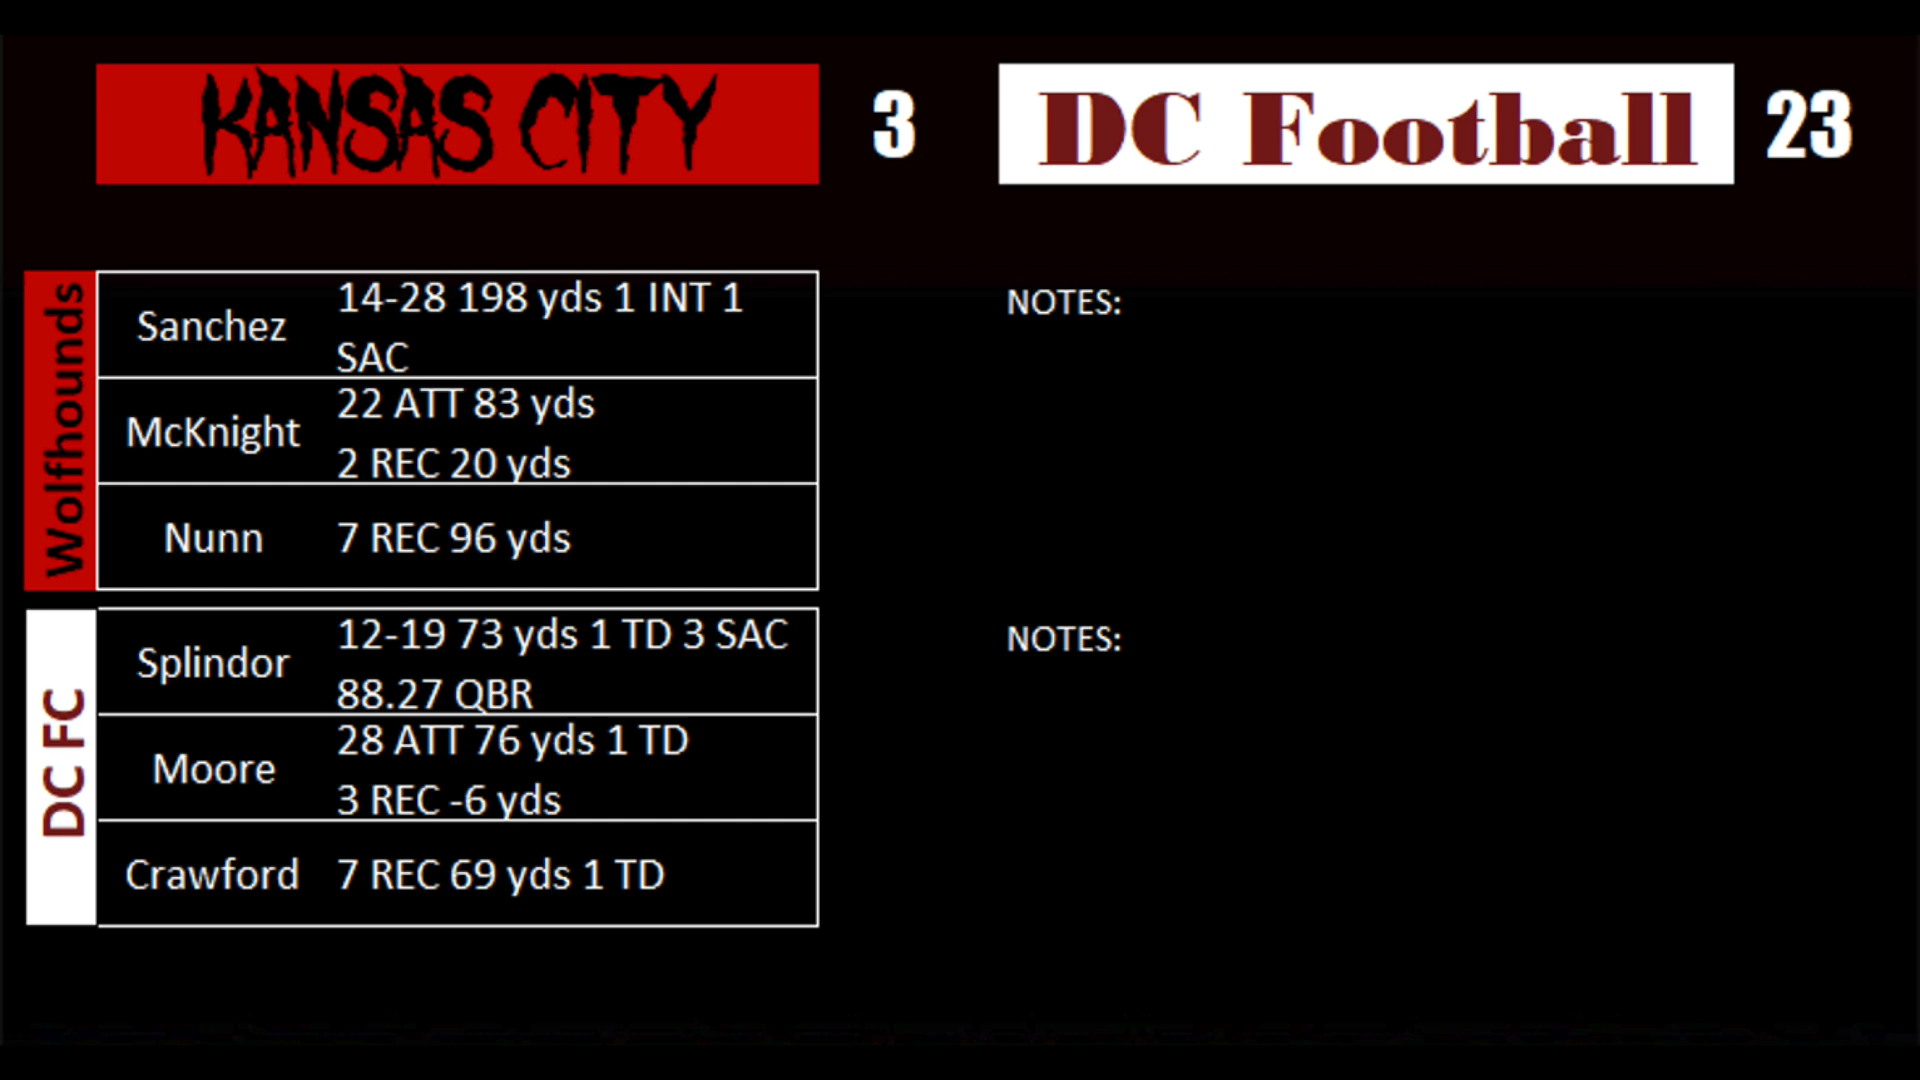 KANSAS CITY 3 DC Football 23
Wolfhounds
Sanchez 14-28 198 yds 1 INT 1
SAC
McKnight 22 ATT 83 yds
2 REC 20 yds
Nunn 7 REC 96 yds
NOTES:
DC FC
Splindor 12-19 73 yds 1 TD 3 SAC
88.27 QBR
Moore 28 ATT 76 yds 1 TD
3 REC -6 yds
Crawford 7 REC 69 yds 1 TD
NOTES: